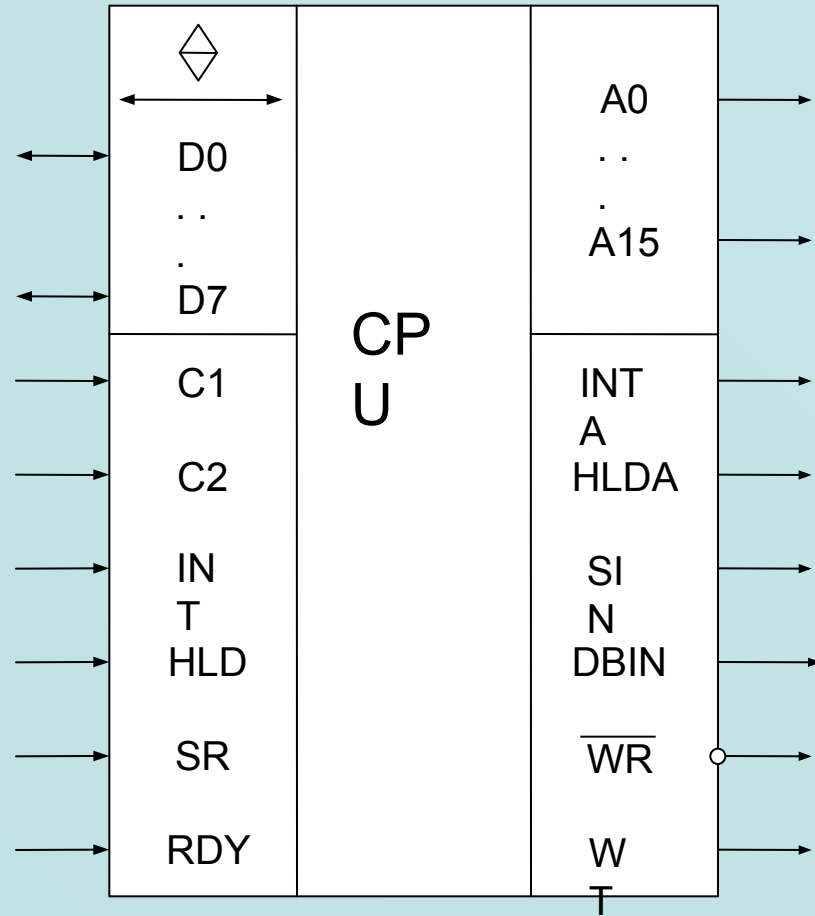 D0
. .
.
D7
C1
C2
IN
T
HLD
SR
RDY
CP
U
A0
. .
.
A15
INT
A
HLDA
SI
N
DBIN
WR
W
T